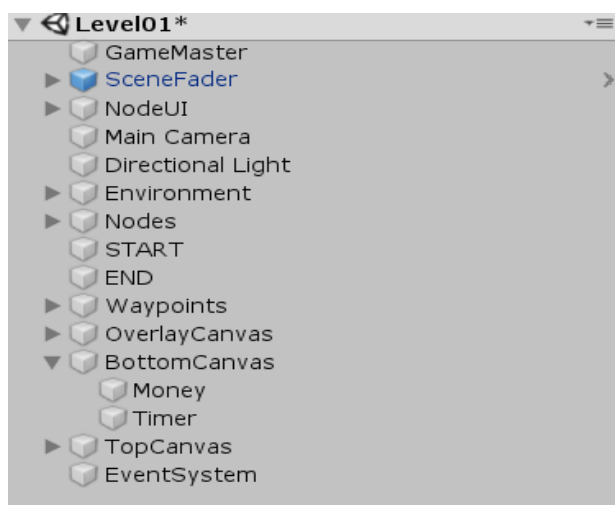 Level01*
GameMaster
SceneFader
NodeUI
Main Camera
Directional Light
Environment
Nodes
START
END
Waypoints
OverlayCanvas
BottomCanvas
Money
Timer
TopCanvas
EventSystem